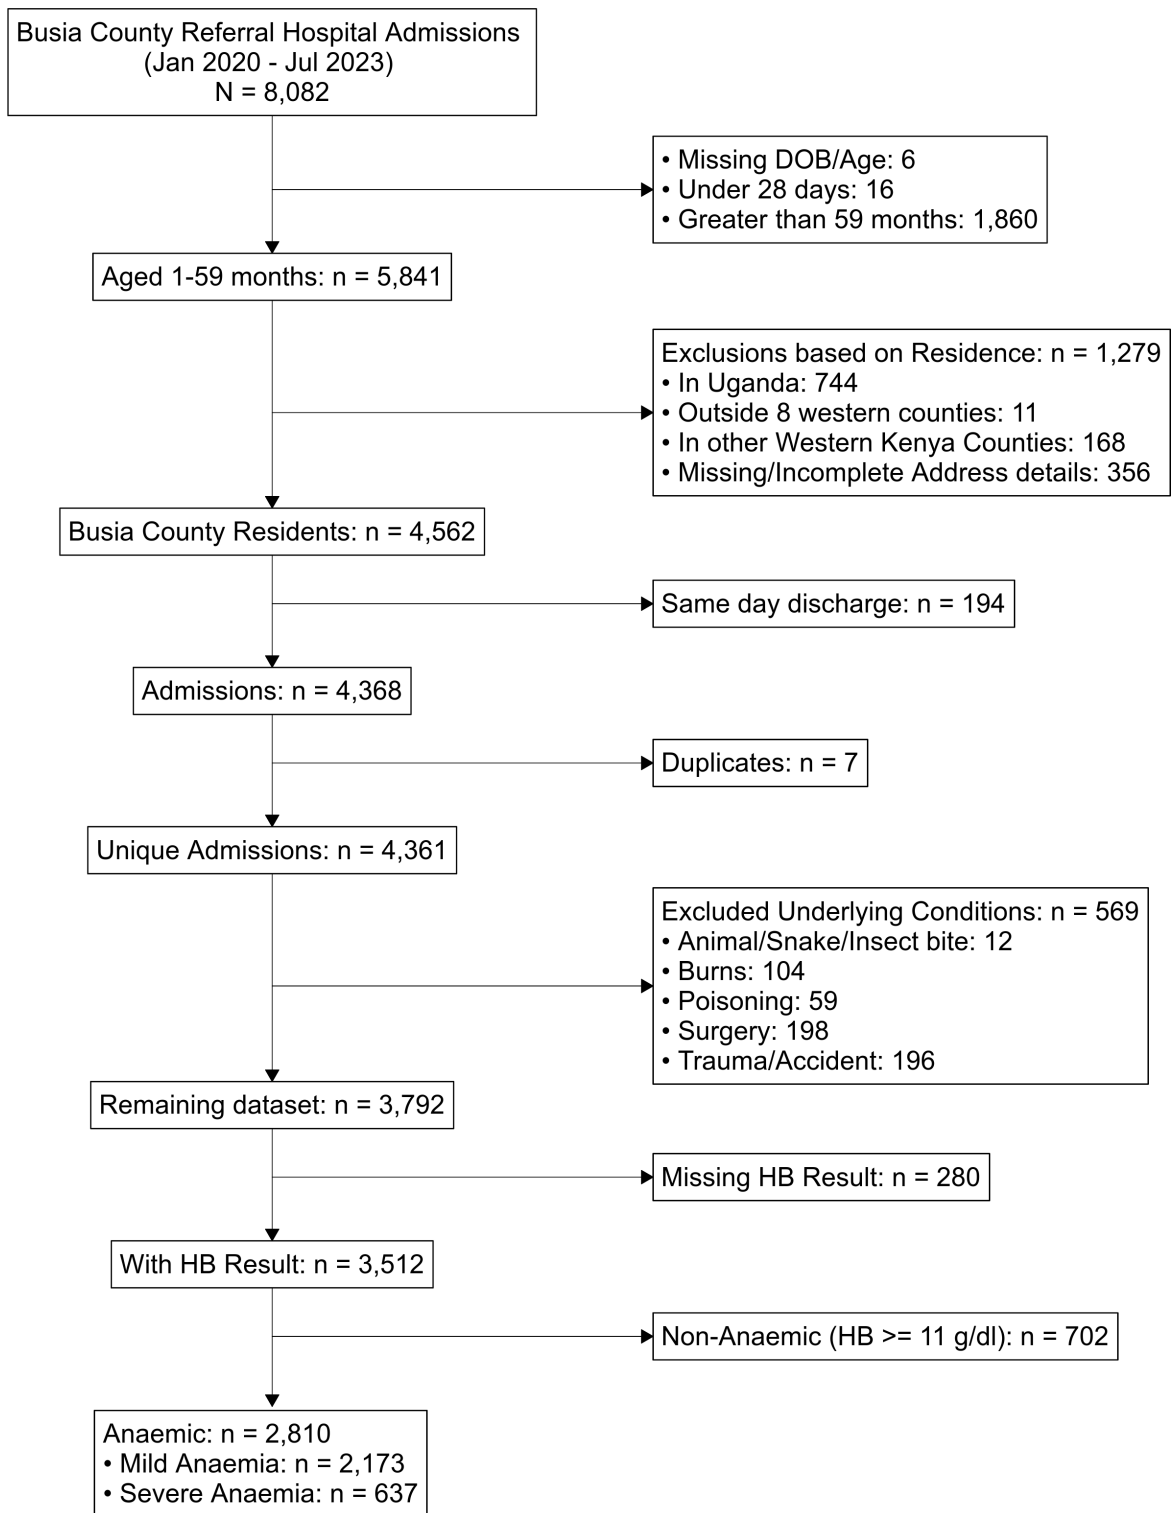 Busia County Referral Hospital Admissions
(Jan 2020 - Jul 2023)
N = 8,082
• Missing DOB/Age: 6
• Under 28 days: 16
• Greater than 59 months: 1,860
Aged 1-59 months: n = 5,841
Exclusions based on Residence: n = 1,279
• In Uganda: 744
• Outside 8 western counties: 11
• In other Western Kenya Counties: 168
• Missing/Incomplete Address details: 356
Busia County Residents: n = 4,562
Same day discharge: n = 194
Admissions: n = 4,368
Duplicates: n = 7
Unique Admissions: n = 4,361
Excluded Underlying Conditions: n = 569
• Animal/Snake/Insect bite: 12
• Burns: 104
• Poisoning: 59
• Surgery: 198
• Trauma/Accident: 196
Remaining dataset: n = 3,792
Missing HB Result: n = 280
With HB Result: n = 3,512
Non-Anaemic (HB >= 11 g/dl): n = 702
Anaemic: n = 2,810
• Mild Anaemia: n = 2,173
• Severe Anaemia: n = 637